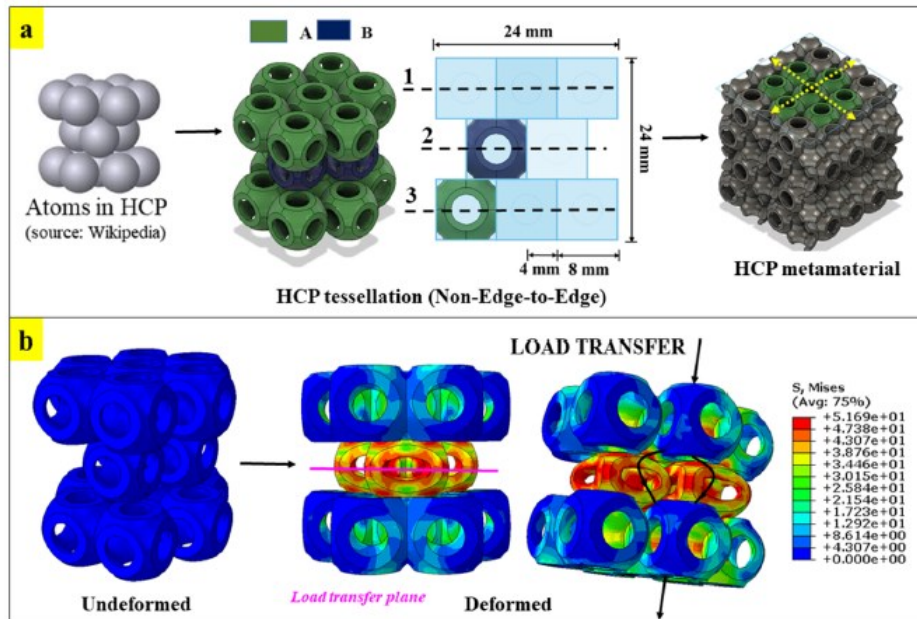 a
A B
24 mm
1
2
3
24 mm
4 mm 8 mm
Atoms in HCP
(source: Wikipedia)
HCP tessellation (Non-Edge-to-Edge)
HCP metamaterial
b
LOAD TRANSFER
S, Mises
(Avg: 75%)
+5.169e+01
+4.738e+01
+4.307e+01
+3.876e+01
+3.446e+01
+3.015e+01
+2.584e+01
+2.154e+01
+1.723e+01
+1.292e+01
+8.614e+00
+4.307e+00
+0.000e+00
Undeformed
Load transfer plane
Deformed